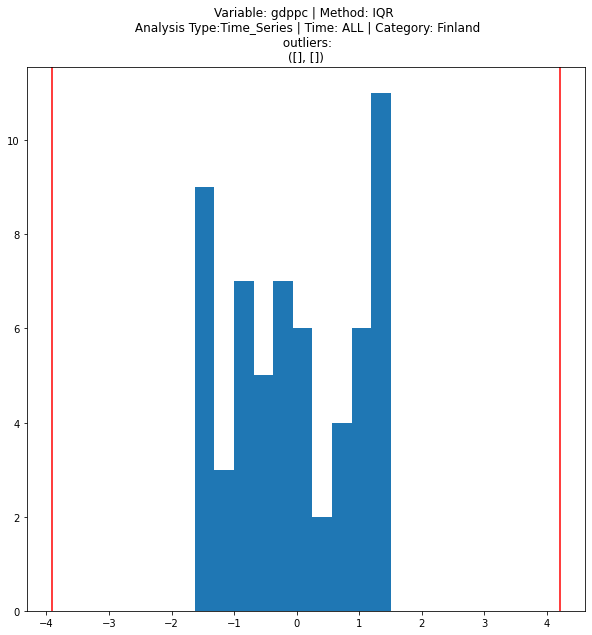 Variable: gdppc | Method: IQR
Analysis Type:Time_Series | Time: ALL | Category: Finland
outliers:
([], [])
10
8
6
4
2
0
−4 −3 −2 −1 0 1 2 3 4